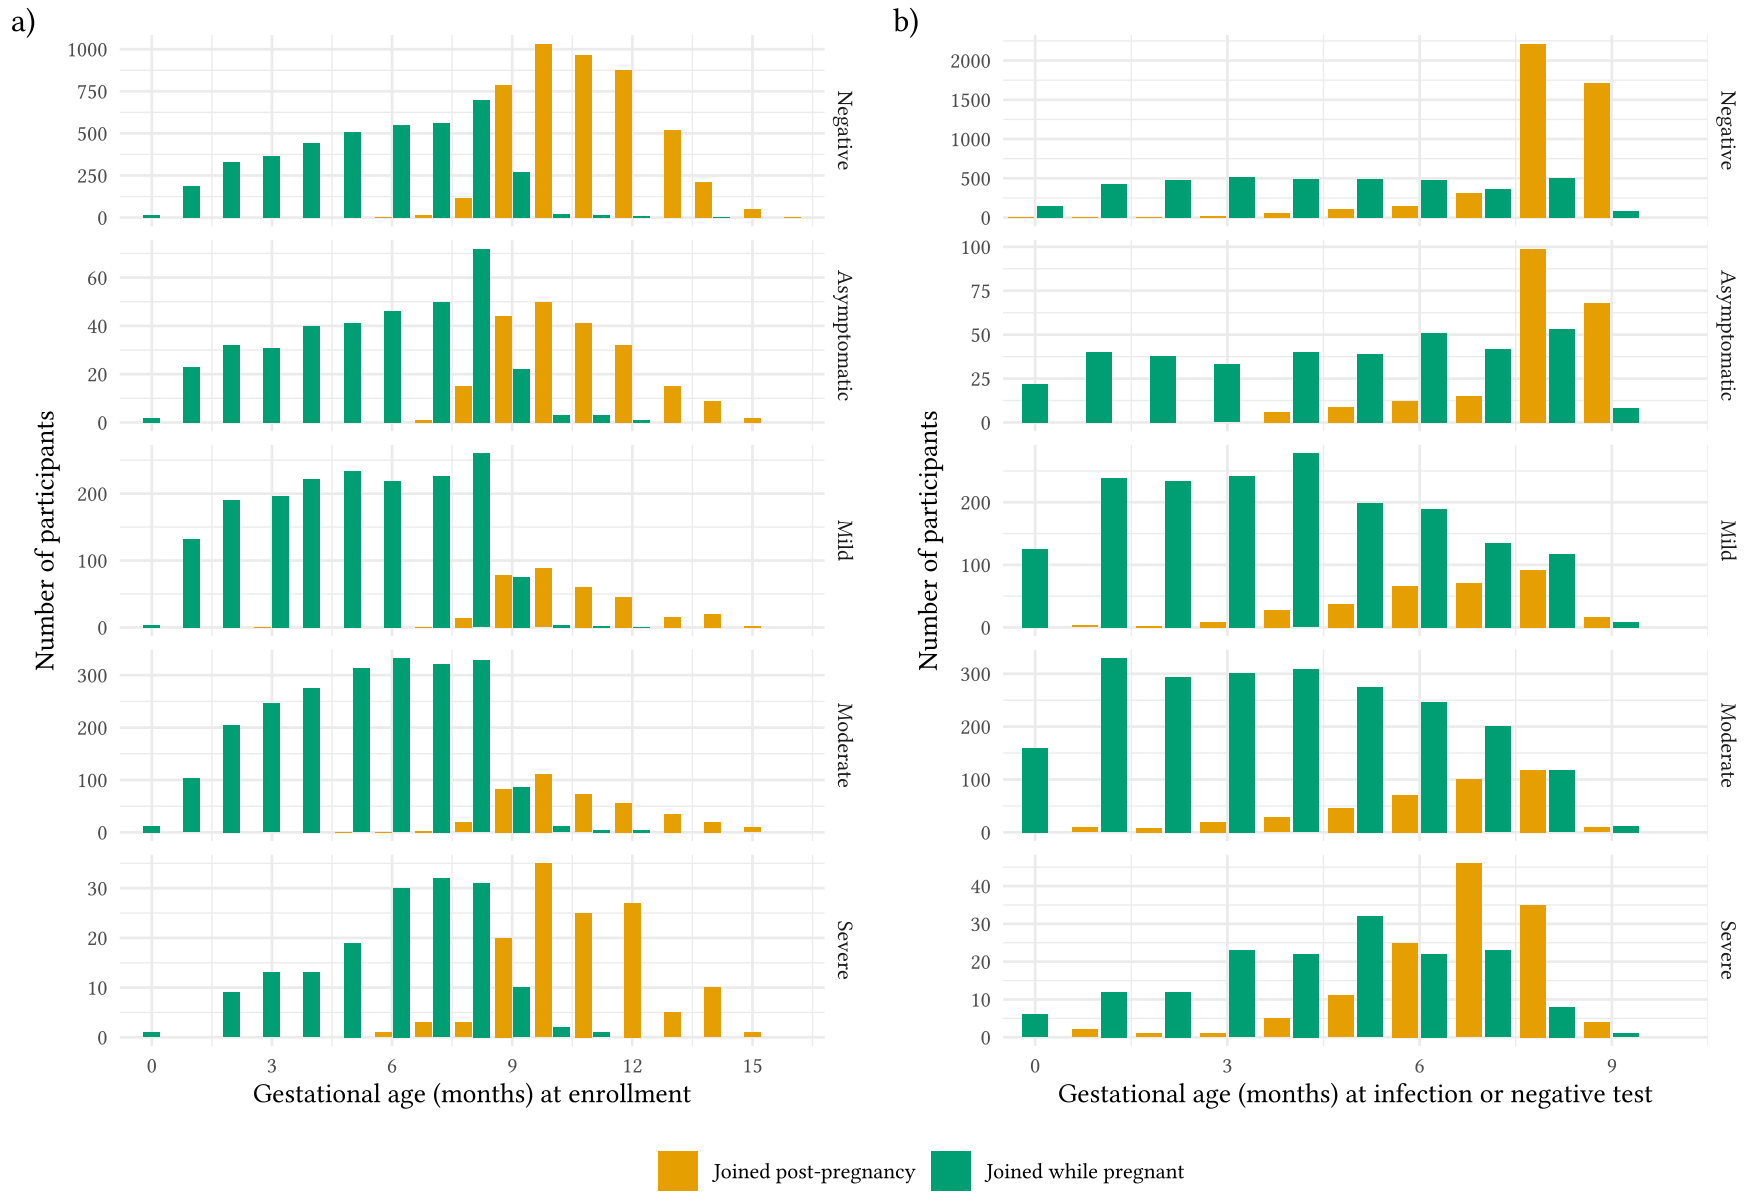 a)
Number of participants
1000
750
500
250
0
Negative
60
40
20
0
Asymptomatic
200
100
0
Mild
300
200
100
0
Moderate
30
20
10
0
Severe
0 3 6 9 12 15
Gestational age (months) at enrollment
b)
Number of participants
2000
1500
1000
500
0
Negative
100
75
50
25
0
Asymptomatic
200
100
0
Mild
300
200
100
0
Moderate
40
30
20
10
0
Severe
0 3 6 9
Gestational age (months) at infection or negative test
Joined post-pregnancy Joined while pregnant